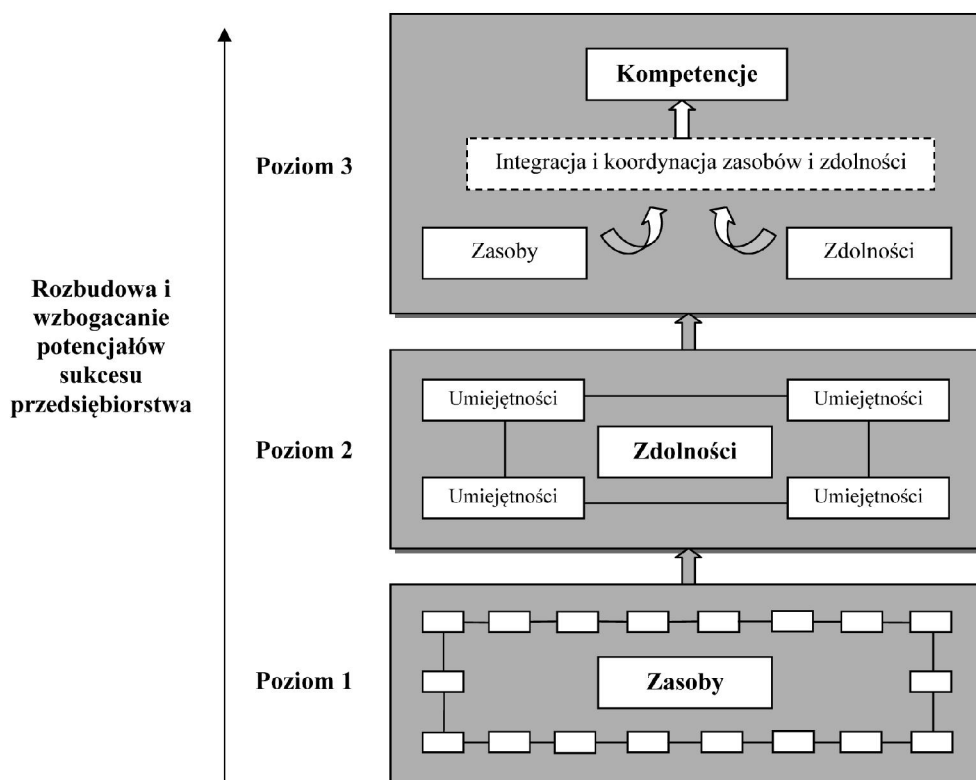 Kompetencje
Integracja i koordynacja zasobów i zdolności
Poziom 3
Zasoby
Zdolności
Rozbudowa i
wzbogacanie
potencjałów
sukcesu
przedsiębiorstwa
Umiejętności
Umiejętności
Poziom 2
Zdolności
Umiejętności
Umiejętności
Poziom 1
Zasoby